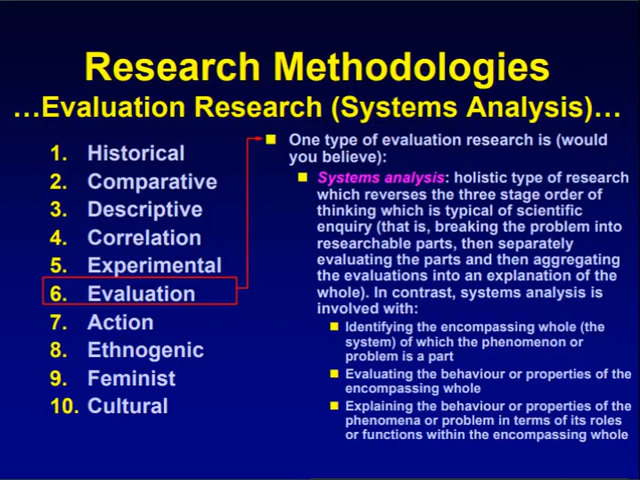 Research Methodologies
...Evaluation Research (Systems Analysis)...
1. Historical
2. Comparative
3. Descriptive
4. Correlation
5. Experimental
6. Evaluation
7. Action
8. Ethnogenic
9. Feminist
10. Cultural
One type of evaluation research is (would
you believe):
Systems analysis: holistic type of research
which reverses the three stage order of
thinking which is typical of scientific
enquiry (that is, breaking the problem into
researchable parts, then separately
evaluating the parts and then aggregating
the evaluations into an explanation of the
whole). In contrast, systems analysis is
involved with:
Identifying the encompassing whole (the
system) of which the phenomenon or
problem is a part
Evaluating the behaviour or properties of the
encompassing whole
Explaining the behaviour or properties of the
phenomena or problem in terms of its roles
or functions within the encompassing whole